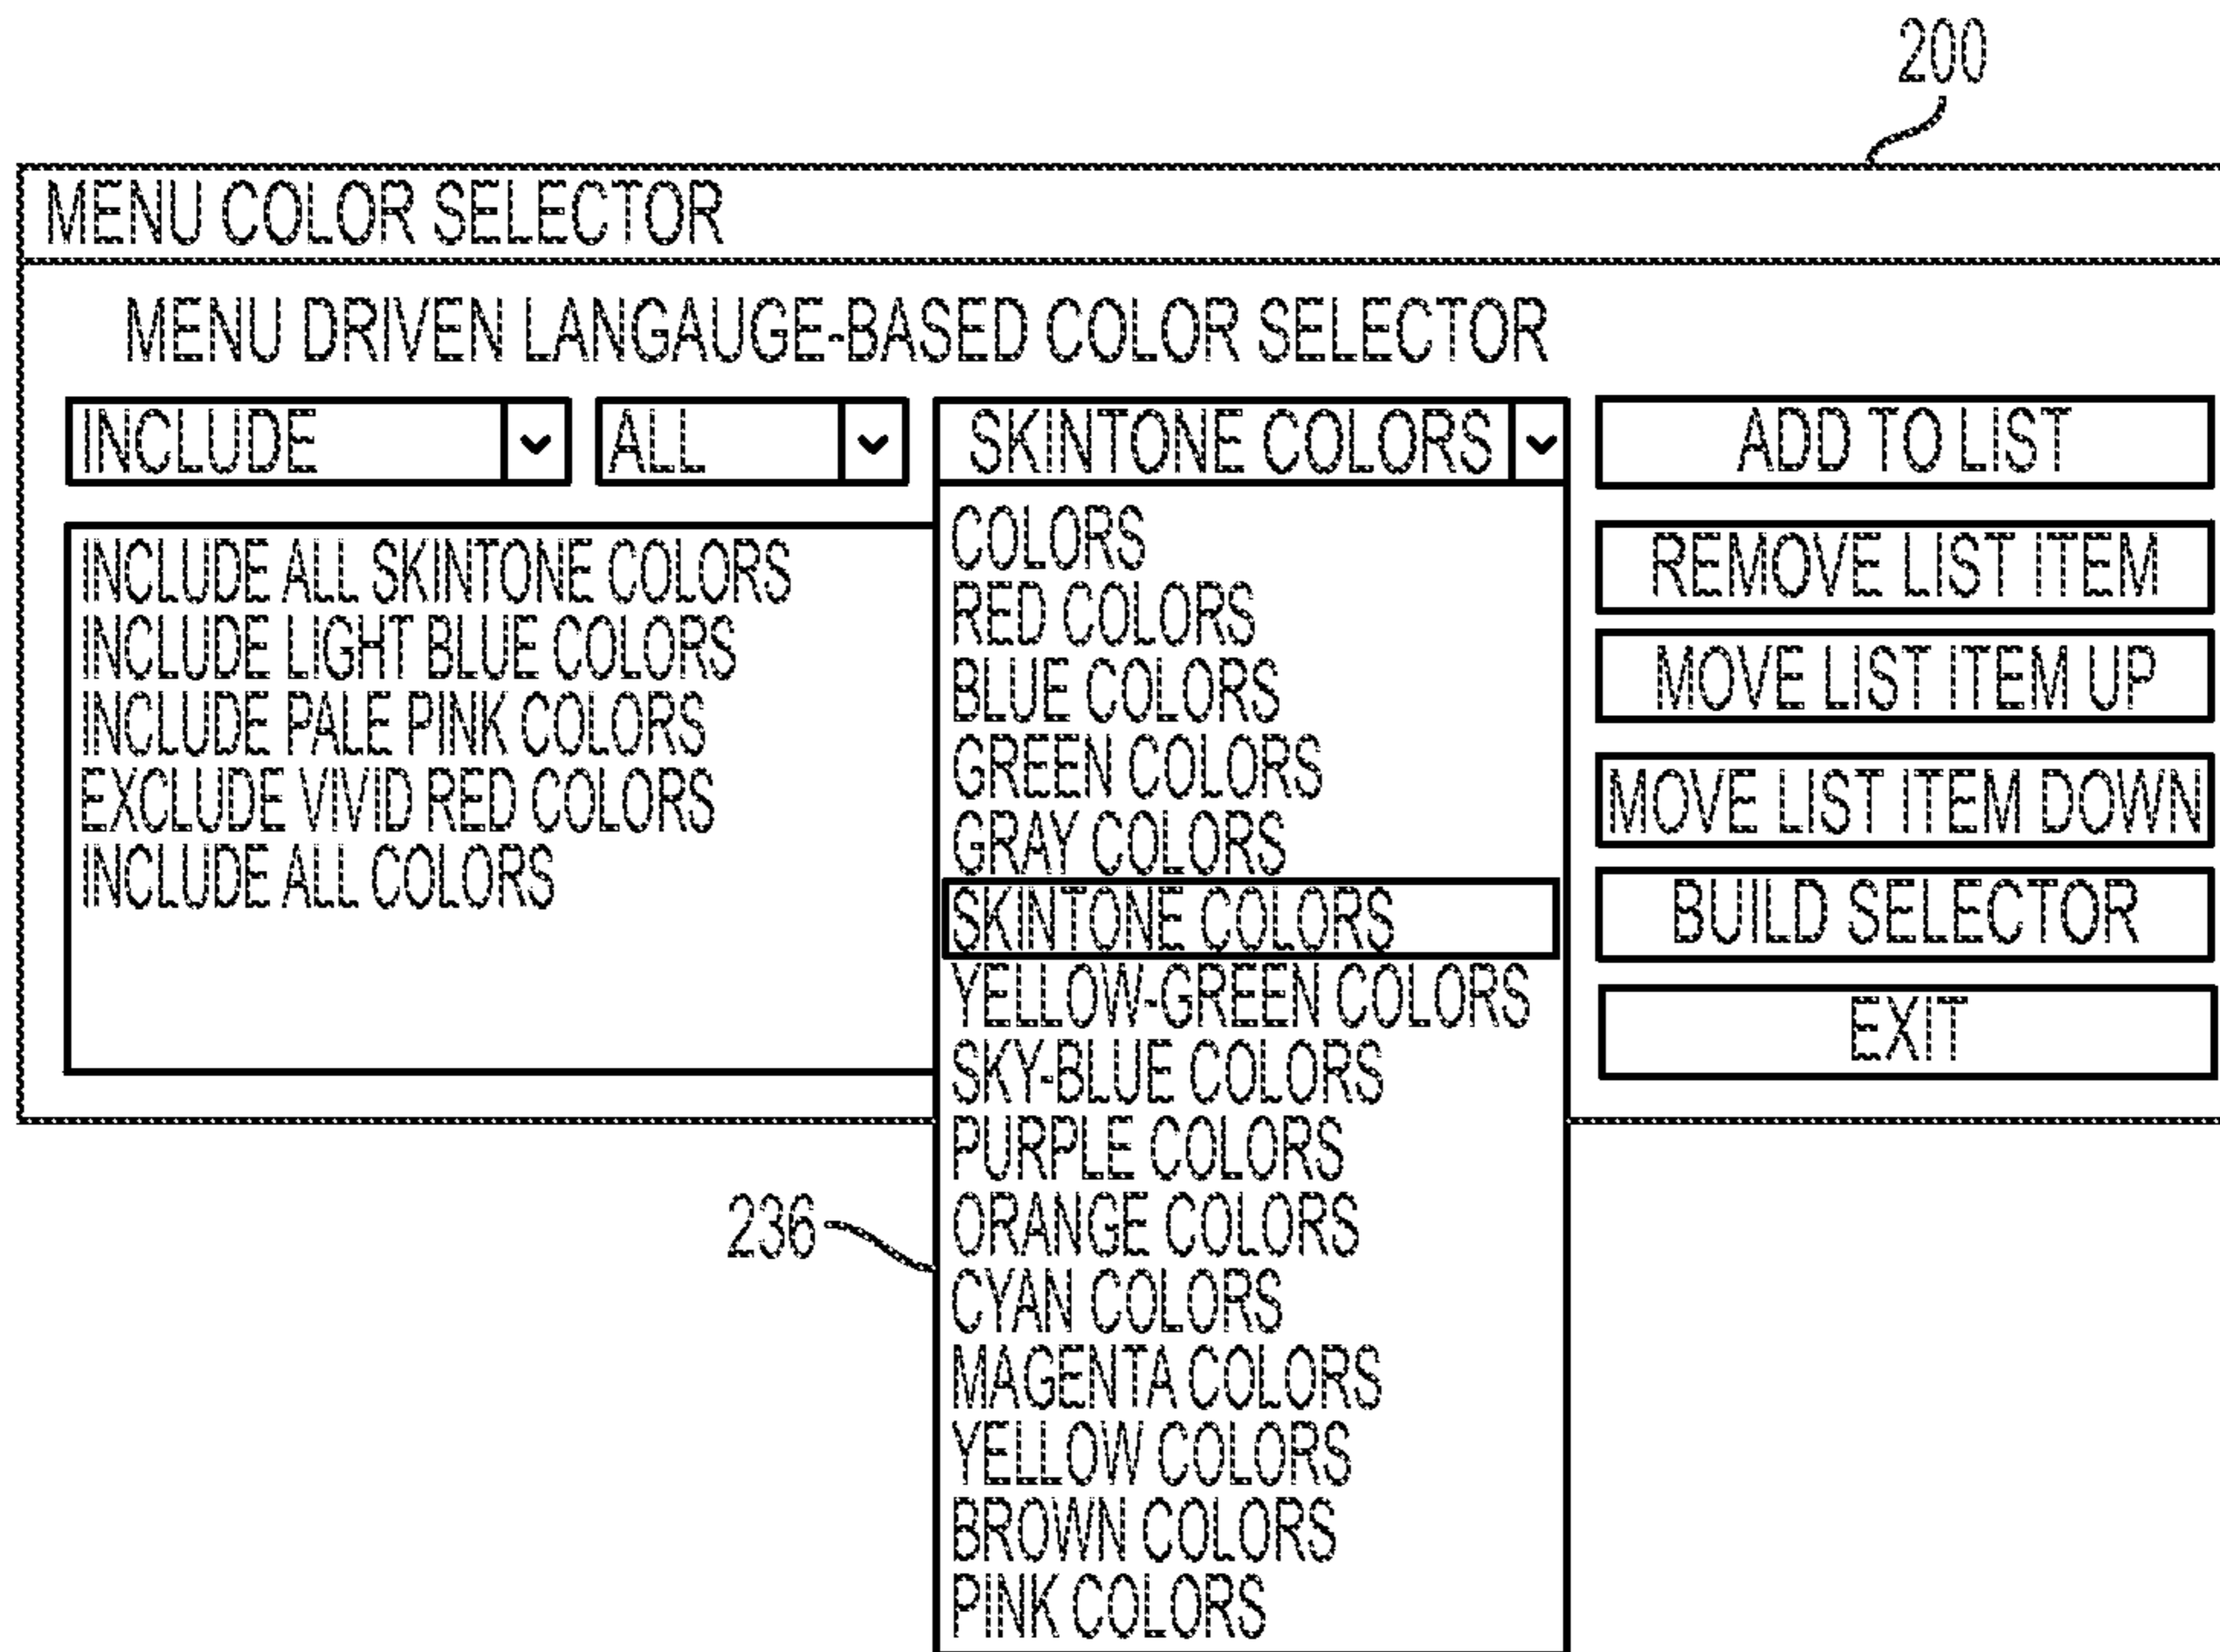 200
MENU COLOR SELECTOR
MENU DRIVEN LANGAUGE-BASED COLOR SELECTOR
INCLUDE
ALL
SKINTONE COLORS
ADD TO LIST
INCLUDE ALL SKINTONE COLORS
INCLUDE LIGHT BLUE COLORS
INCLUDE PALE PINK COLORS
EXCLUDE VIVID RED COLORS
INCLUDE ALL COLORS
COLORS
RED COLORS
BLUE COLORS
GREEN COLORS
GRAY COLORS
SKINTONE COLORS
YELLOW-GREEN COLORS
SKY-BLUE COLORS
PURPLE COLORS
ORANGE COLORS
CYAN COLORS
MAGENTA COLORS
YELLOW COLORS
BROWN COLORS
PINK COLORS
REMOVE LIST ITEM
MOVE LIST ITEM UP
MOVE LIST ITEM DOWN
BUILD SELECTOR
EXIT
236